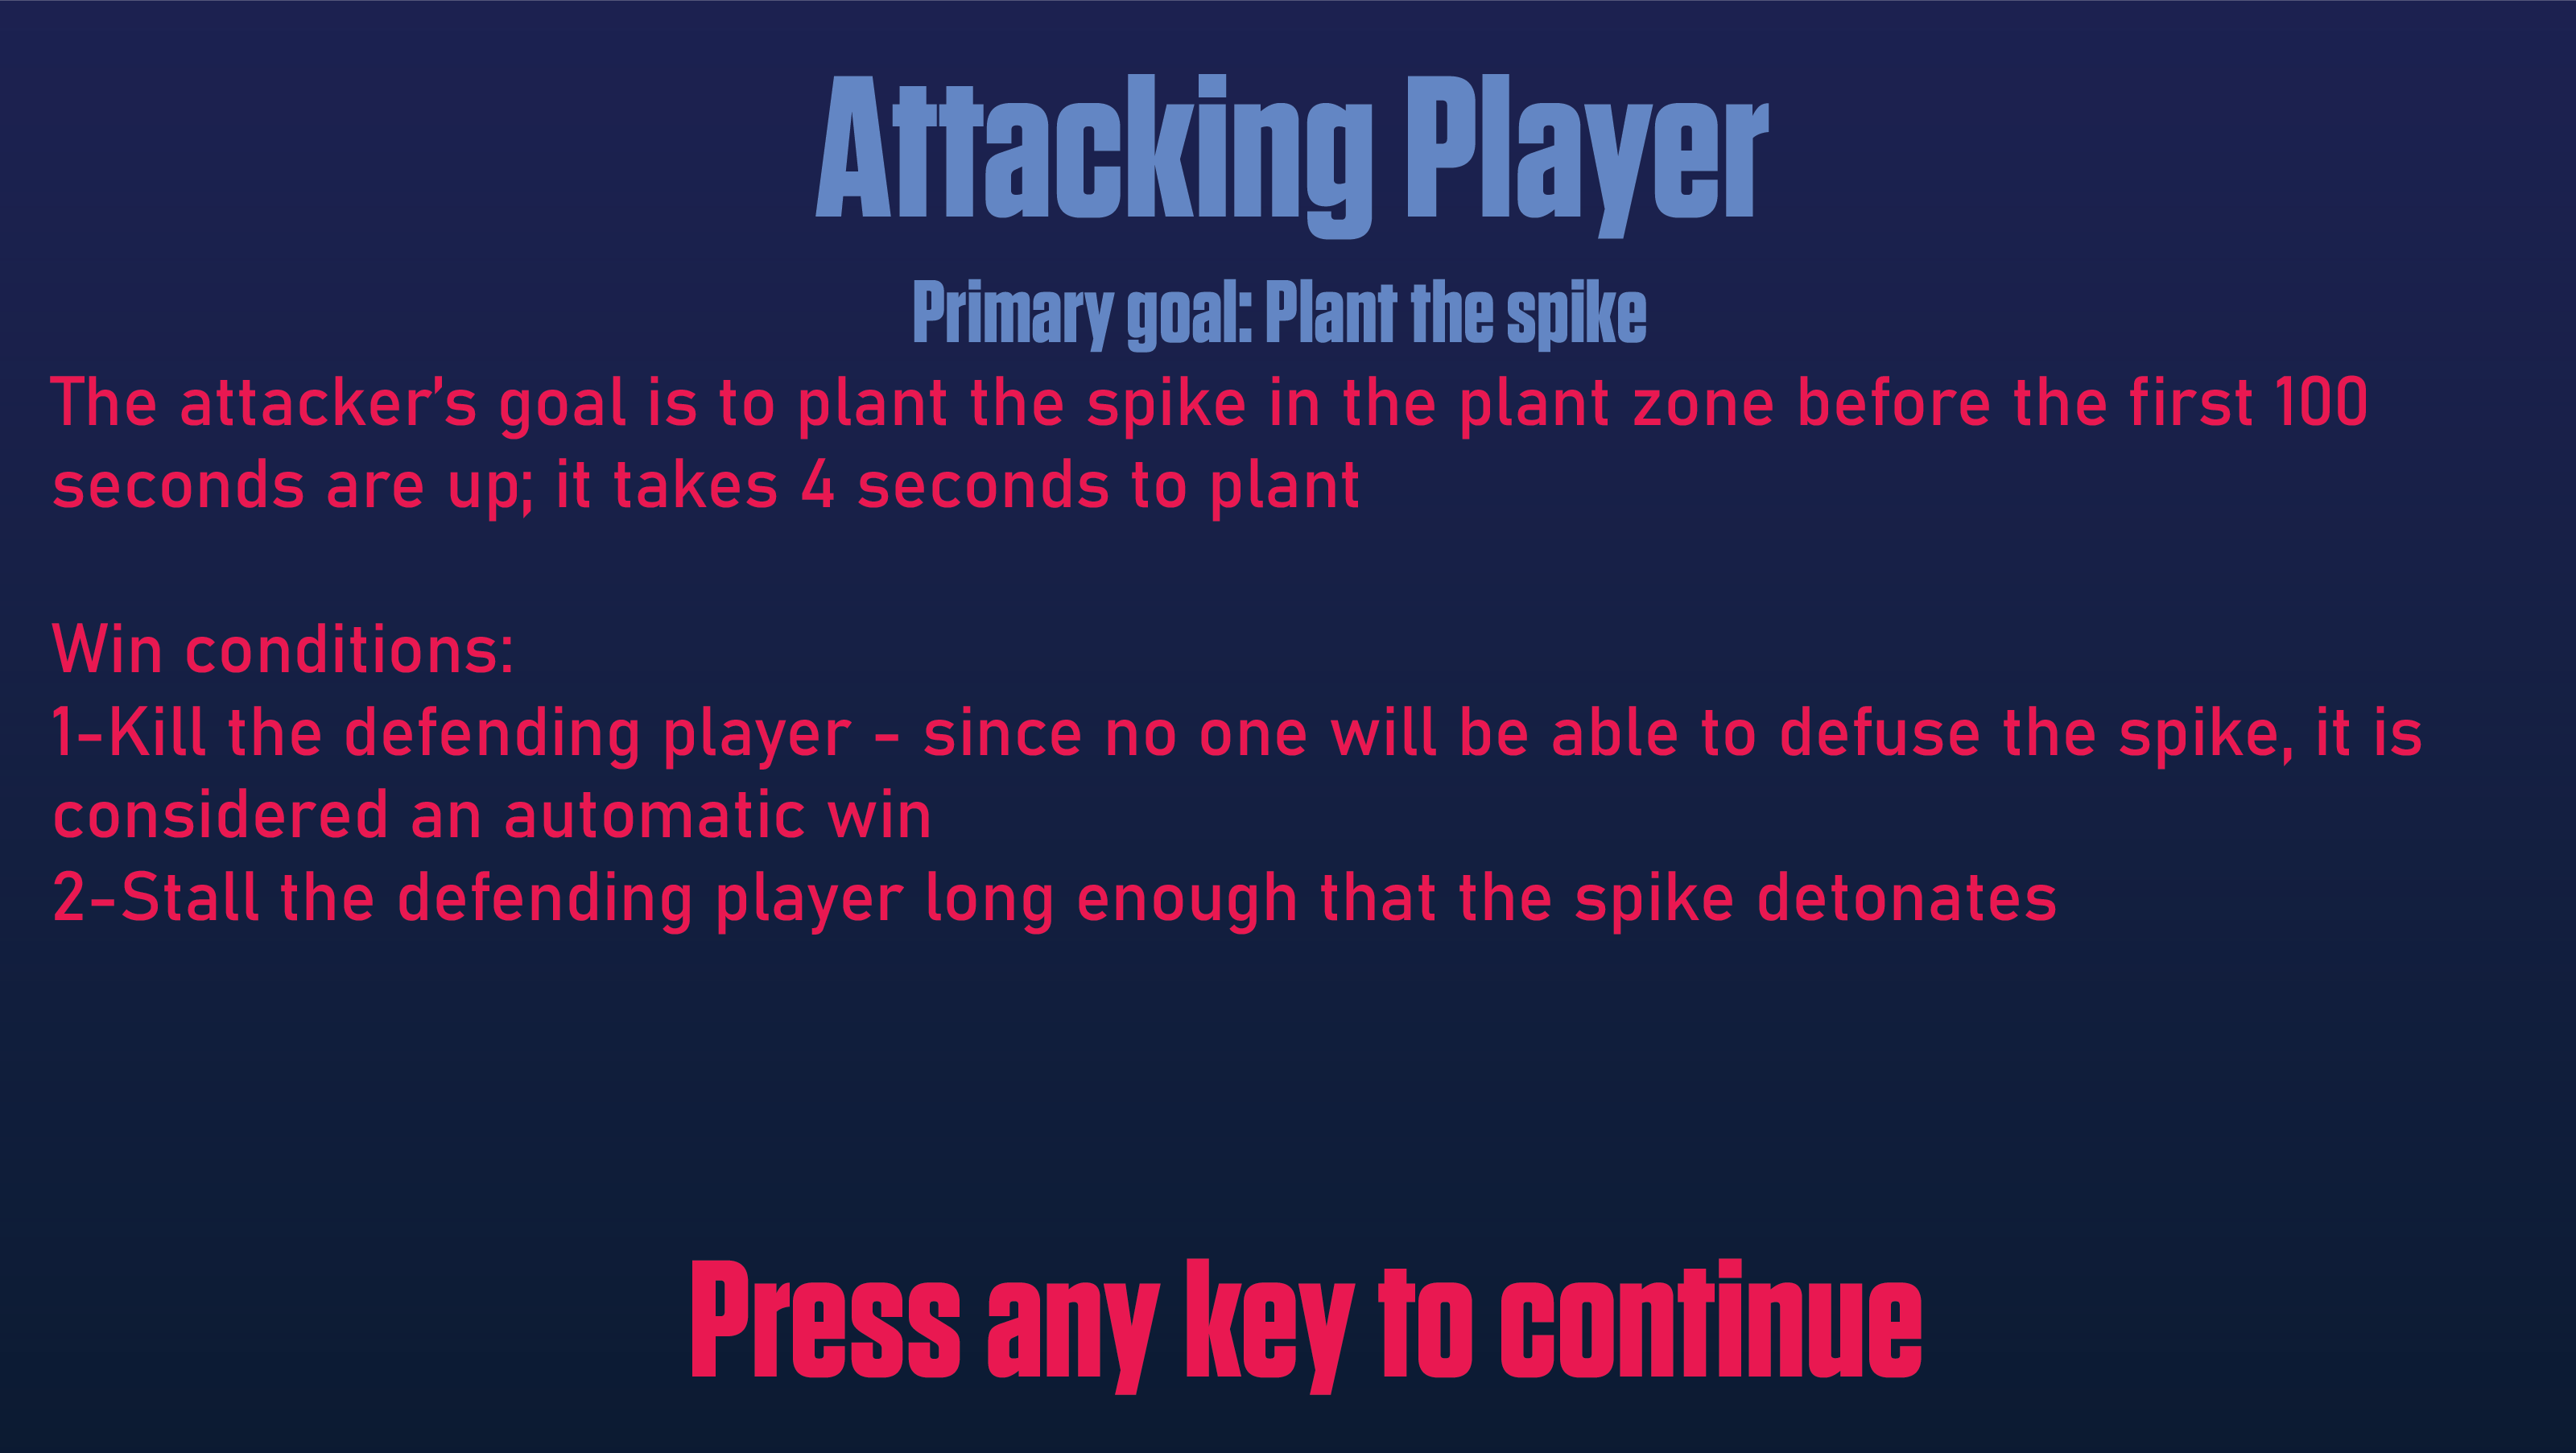 Attacking Player
Primary goal: Plant the spike
The attacker’s goal is to plant the spike in the plant zone before the first 100
seconds are up; it takes 4 seconds to plant
Win conditions:
1-Kill the defending player - since no one will be able to defuse the spike, it is
considered an automatic win
2-Stall the defending player long enough that the spike detonates
Press any key to continue